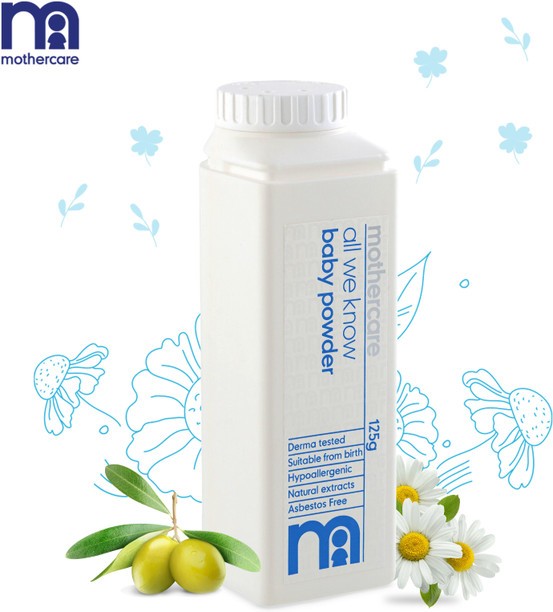 mothercare
mothercare
all we know
baby powder
125g
Derma tested
Suitable from birth
Hypoallergenic
Natural extracts
Asbestos Free